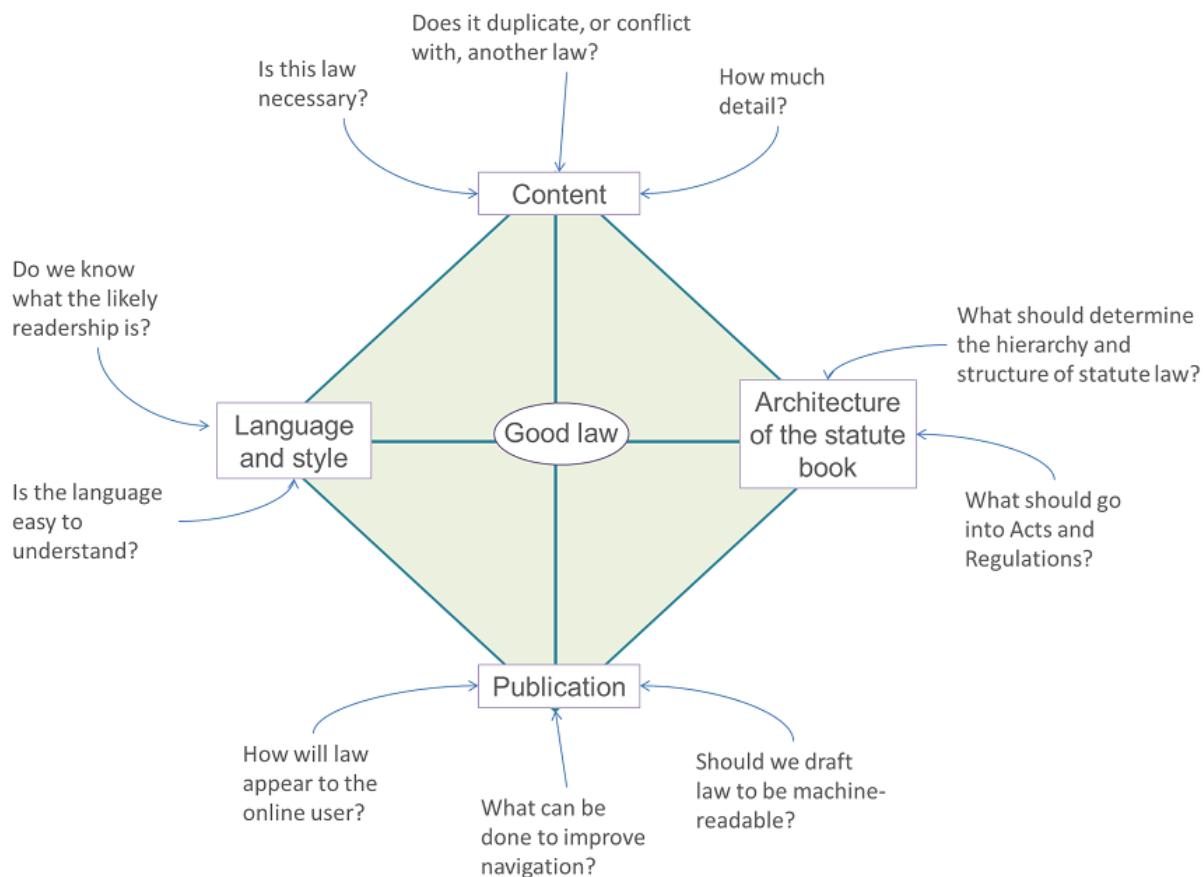 Does it duplicate, or conflict
with, another law?
Is this law
necessary?
How much
detail?
Content
Do we know
what the likely
readership is?
What should determine
the hierarchy and
structure of statute law?
Language
and style
Good law
Architecture
of the statute
book
Is the language
easy to
understand?
What should go
into Acts and
Regulations?
Publication
How will law
appear to the
online user?
What can be
done to improve
navigation?
Should we draft
law to be machine-
readable?